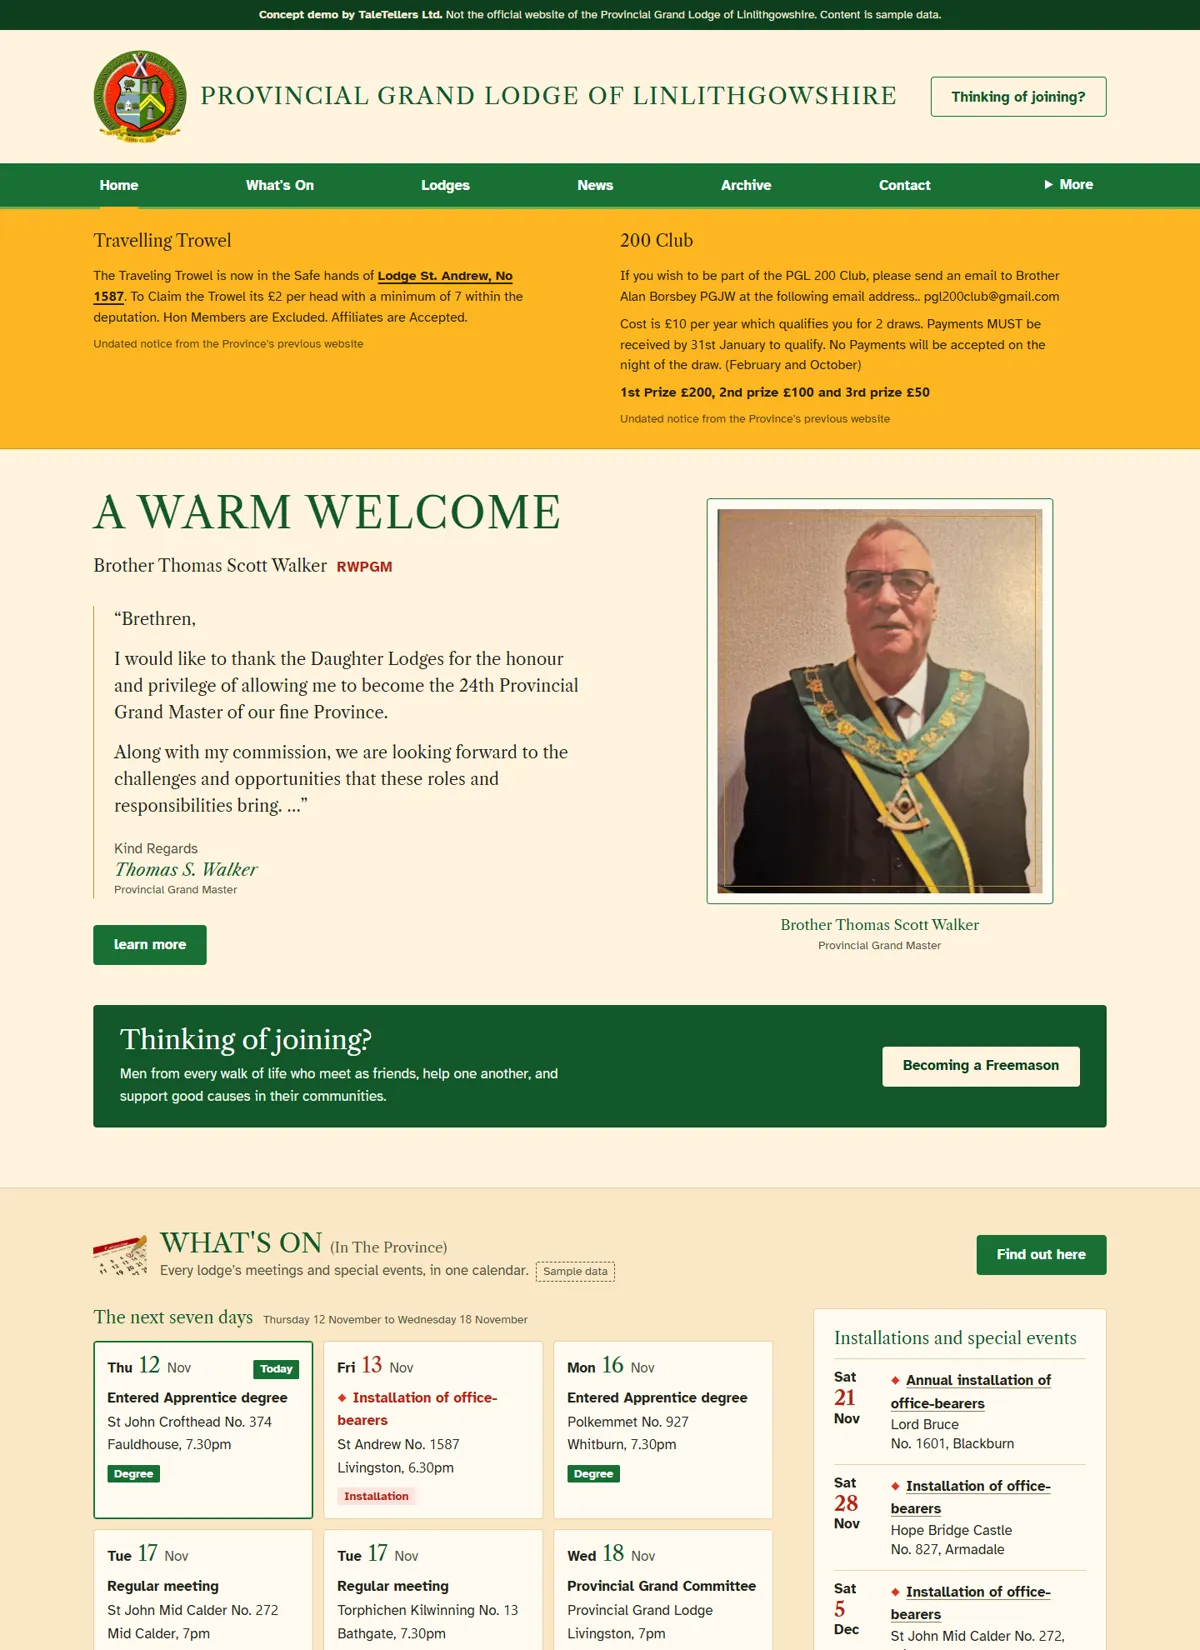 Concept demo by TaleTellers Ltd. Not the official website of the Provincial Grand Lodge of Linlithgowshire. Content is sample data.
PROVINCIAL GRAND LODGE OF LINLITHGOWSHIRE
Thinking of joining?
Home
What's On
Lodges
News
Archive
Contact
More
Travelling Trowel
The Traveling Trowel is now in the Safe hands of Lodge St. Andrew, No
1587. To Claim the Trowel its £2 per head with a minimum of 7 within the
deputation. Hon Members are Excluded. Affiliates are Accepted.
Undated notice from the Province's previous website
200 Club
If you wish to be part of the PGL 200 Club, please send an email to Brother
Alan Borsbey PGJW at the following email address.. pgl200club@gmail.com
Cost is £10 per year which qualifies you for 2 draws. Payments MUST be
received by 31st January to qualify. No Payments will be accepted on the
night of the draw. (February and October)
1st Prize £200, 2nd prize £100 and 3rd prize £50
Undated notice from the Province's previous website
A WARM WELCOME
Brother Thomas Scott Walker RWPGM
“Brethren,
I would like to thank the Daughter Lodges for the honour
and privilege of allowing me to become the 24th Provincial
Grand Master of our fine Province.
Along with my commission, we are looking forward to the
challenges and opportunities that these roles and
responsibilities bring. ...”
Kind Regards
Thomas S. Walker
Provincial Grand Master
learn more
Brother Thomas Scott Walker
Provincial Grand Master
Thinking of joining?
Men from every walk of life who meet as friends, help one another, and
support good causes in their communities.
Becoming a Freemason
WHAT'S ON (In The Province)
Every lodge's meetings and special events, in one calendar. Sample data
Find out here
The next seven days Thursday 12 November to Wednesday 18 November
Thu 12 Nov Today
Entered Apprentice degree
St John Crofthead No. 374
Fauldhouse, 7.30pm
Degree
Fri 13 Nov
Installation of office-
bearers
St Andrew No. 1587
Livingston, 6.30pm
Installation
Mon 16 Nov
Entered Apprentice degree
Polkemmet No. 927
Whitburn, 7.30pm
Degree
Tue 17 Nov
Regular meeting
St John Mid Calder No. 272
Mid Calder, 7pm
Tue 17 Nov
Regular meeting
Torphichen Kilwinning No. 13
Bathgate, 7.30pm
Wed 18 Nov
Provincial Grand Committee
Provincial Grand Lodge
Livingston, 7pm
Installations and special events
Sat
21
Nov
Annual installation of
office-bearers
Lord Bruce
No. 1601, Blackburn
Sat
28
Nov
Installation of office-
bearers
Hope Bridge Castle
No. 827, Armadale
Sat
5
Dec
Installation of office-
bearers
St John Mid Calder No. 272,